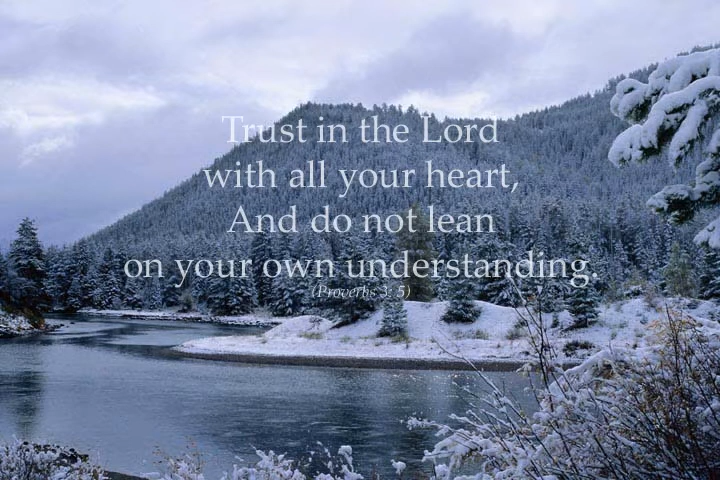 Trust in the Lord
with all your heart,
And do not lean
on your own understanding.
(Proverbs 3: 5)